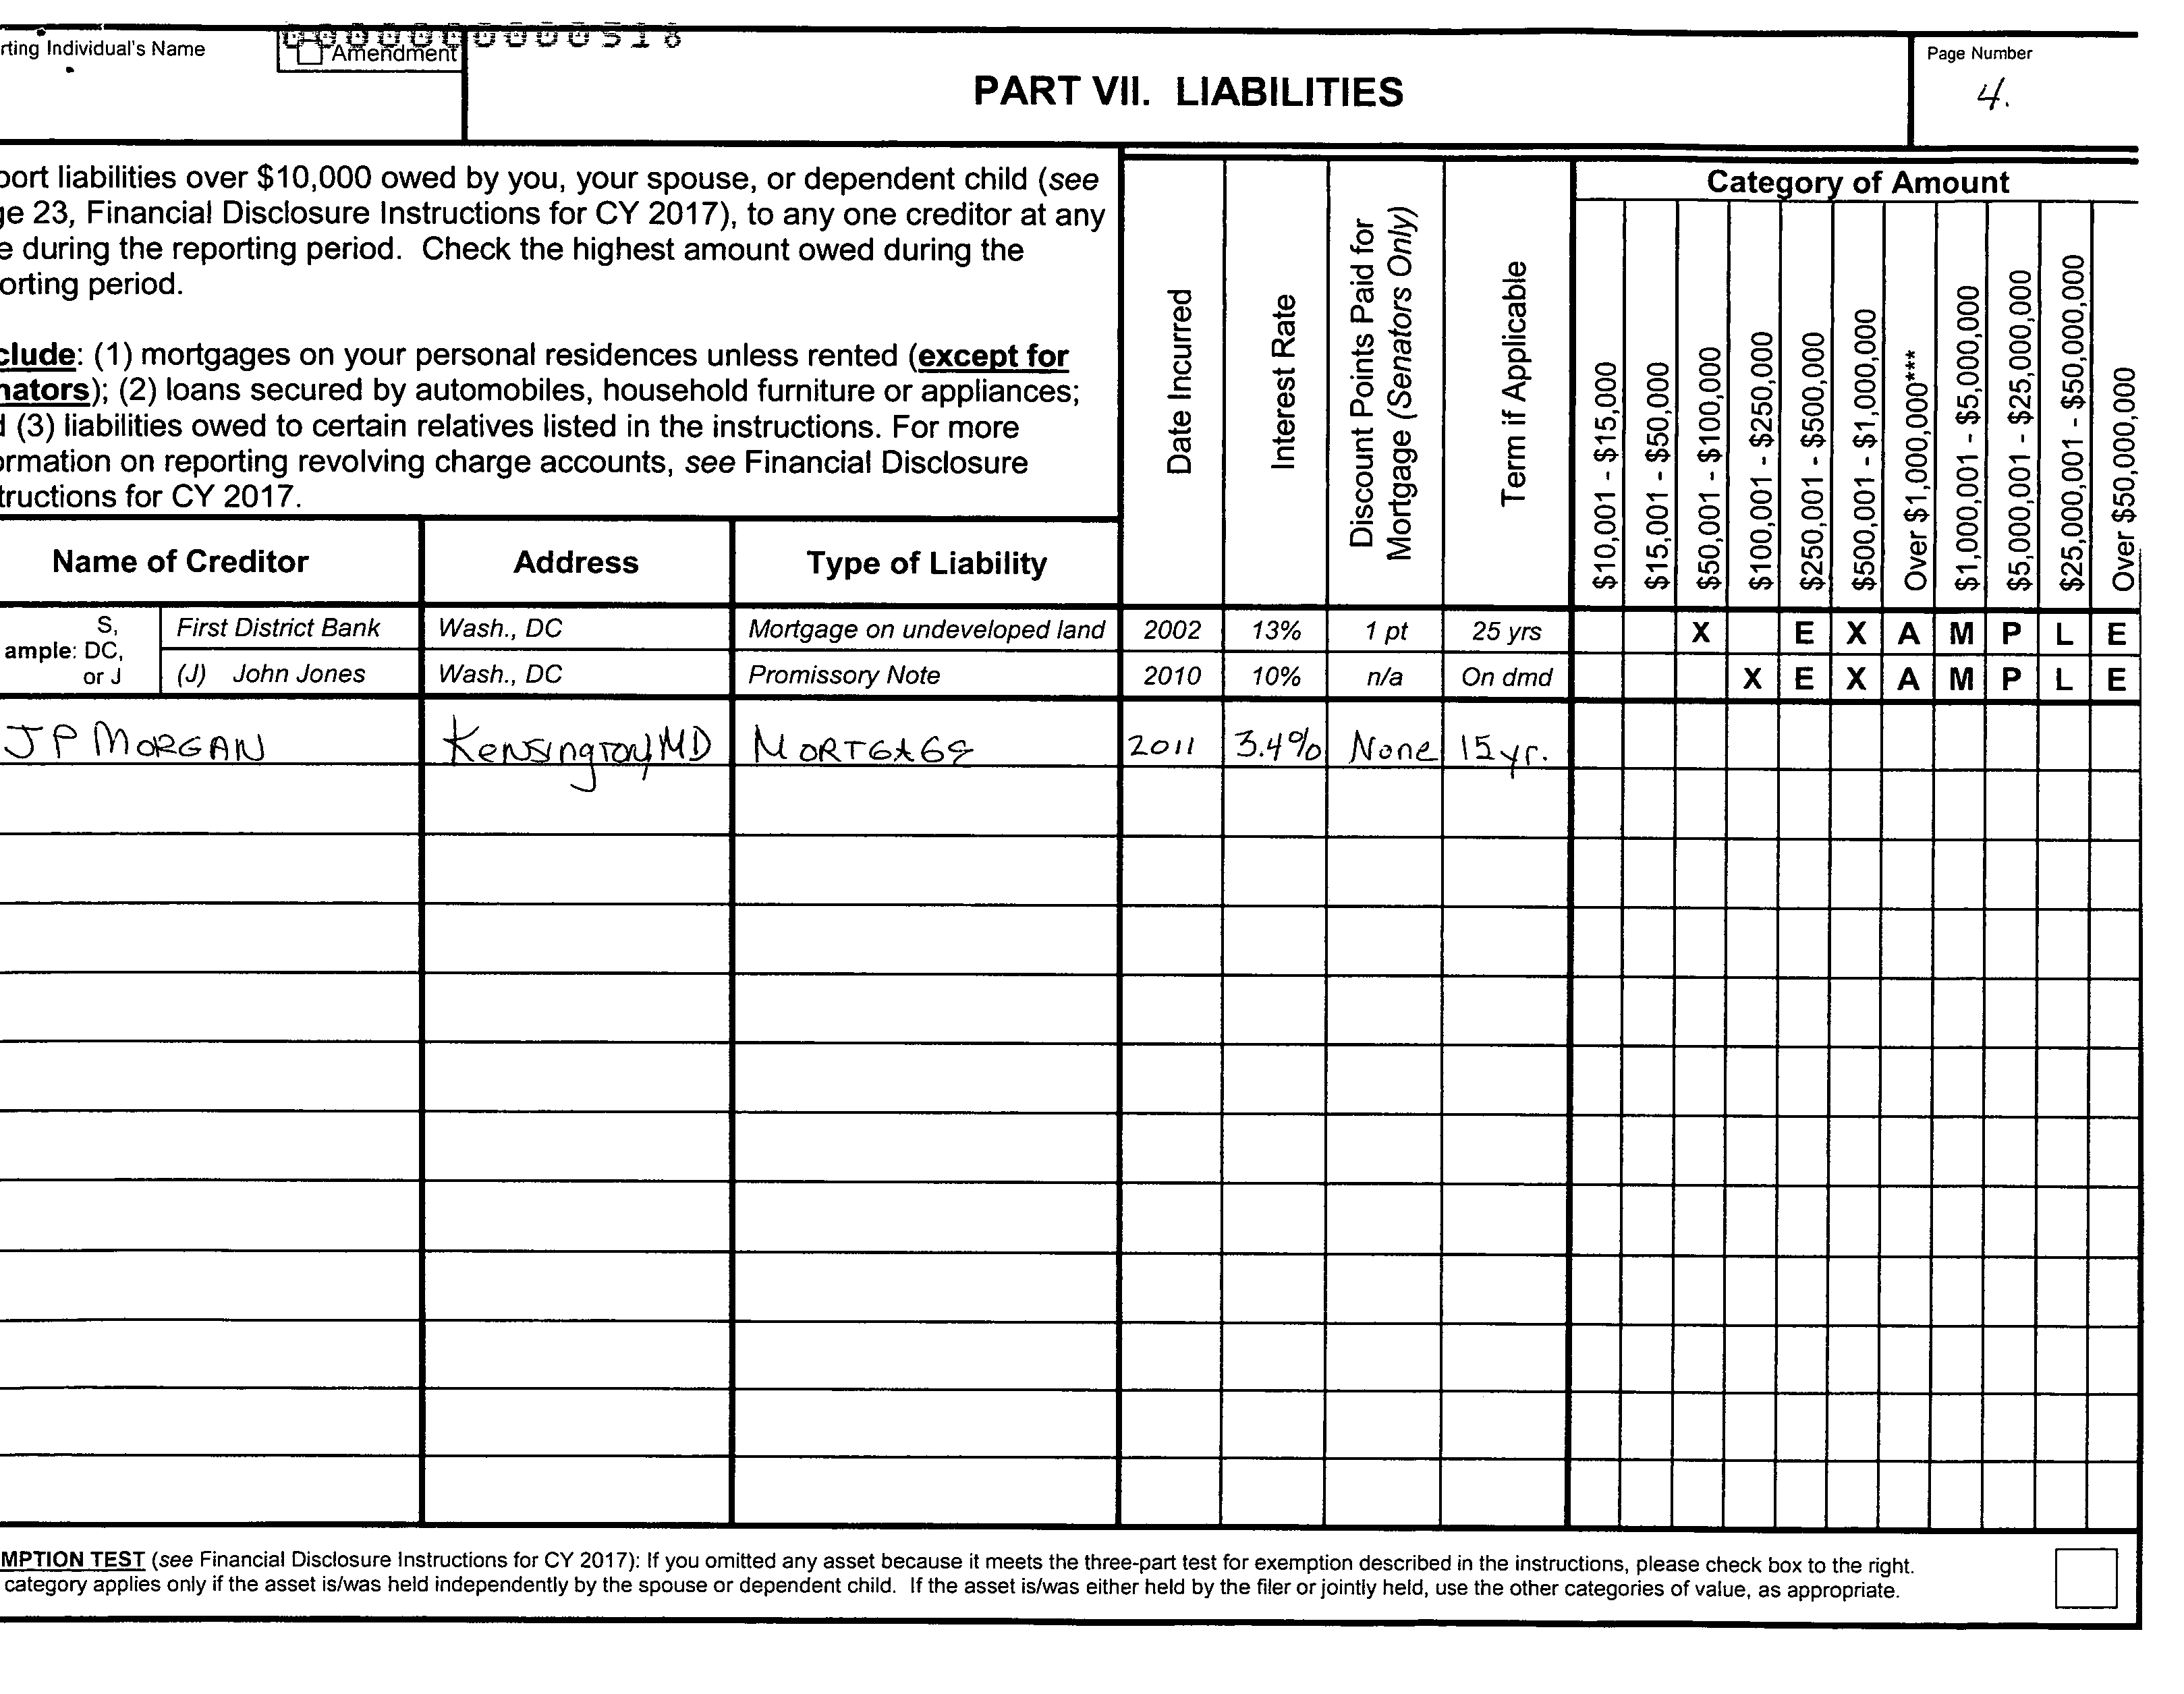 rting Individual's Name
Amendment
000000000518
PART VII. LIABILITIES
Page Number
4.
port liabilities over $10,000 owed by you, your spouse, or dependent child (see
ge 23, Financial Disclosure Instructions for CY 2017), to any one creditor at any
e during the reporting period. Check the highest amount owed during the
orting period.
clude: (1) mortgages on your personal residences unless rented (except for
nators); (2) loans secured by automobiles, household furniture or appliances;
d (3) liabilities owed to certain relatives listed in the instructions. For more
ormation on reporting revolving charge accounts, see Financial Disclosure
tructions for CY 2017.
Date Incurred
Interest Rate
Discount Points Paid for
Mortgage (Senators Only)
Term if Applicable
Category of Amount
$10,001 - $15,000
$15,001 - $50,000
$50,001 - $100,000
$100,001 - $250,000
$250,001 - $500,000
$500,001 - $1,000,000
Over $1,000,000***
$1,000,001 - $5,000,000
$5,000,001 - $25,000,000
$25,000,001 - $50,000,000
Over $50,000,000
Name of Creditor Address Type of Liability
ample: S, DC, or J
First District Bank Wash., DC Mortgage on undeveloped land 2002 13% 1 pt 25 yrs X E X A M P L E
(J) John Jones Wash., DC Promissory Note 2010 10% n/a On dmd X E X A M P L E
JP MORGAN Kensington, MD MORTGAGE 2011 3.4% None 15 yr.
MPTION TEST (see Financial Disclosure Instructions for CY 2017): If you omitted any asset because it meets the three-part test for exemption described in the instructions, please check box to the right.
category applies only if the asset is/was held independently by the spouse or dependent child. If the asset is/was either held by the filer or jointly held, use the other categories of value, as appropriate.